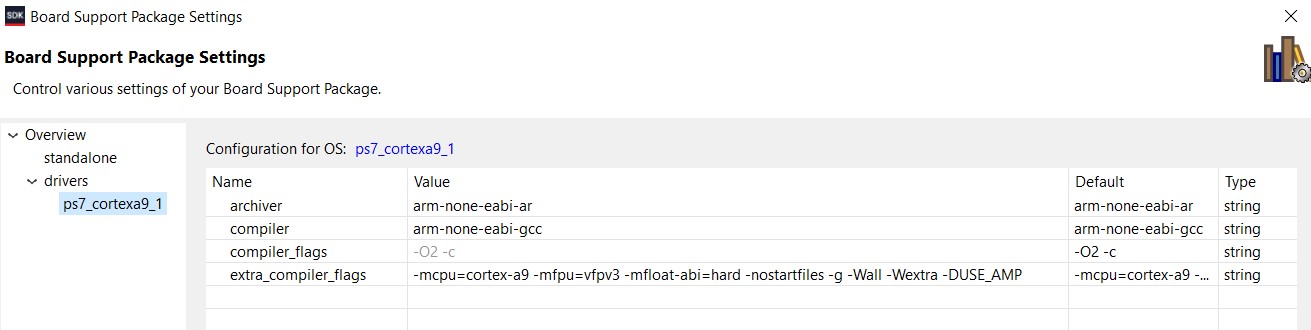 SDK Board Support Package Settings
Board Support Package Settings
Control various settings of your Board Support Package.
Overview
standalone
drivers
ps7_cortexa9_1
Configuration for OS: ps7_cortexa9_1
Name Value Default Type
archiver arm-none-eabi-ar arm-none-eabi-ar string
compiler arm-none-eabi-gcc arm-none-eabi-gcc string
compiler_flags -O2 -c -O2 -c string
extra_compiler_flags -mcpu=cortex-a9 -mfpu=vfpv3 -mfloat-abi=hard -nostartfiles -g -Wall -Wextra -DUSE_AMP -mcpu=cortex-a9 -... string